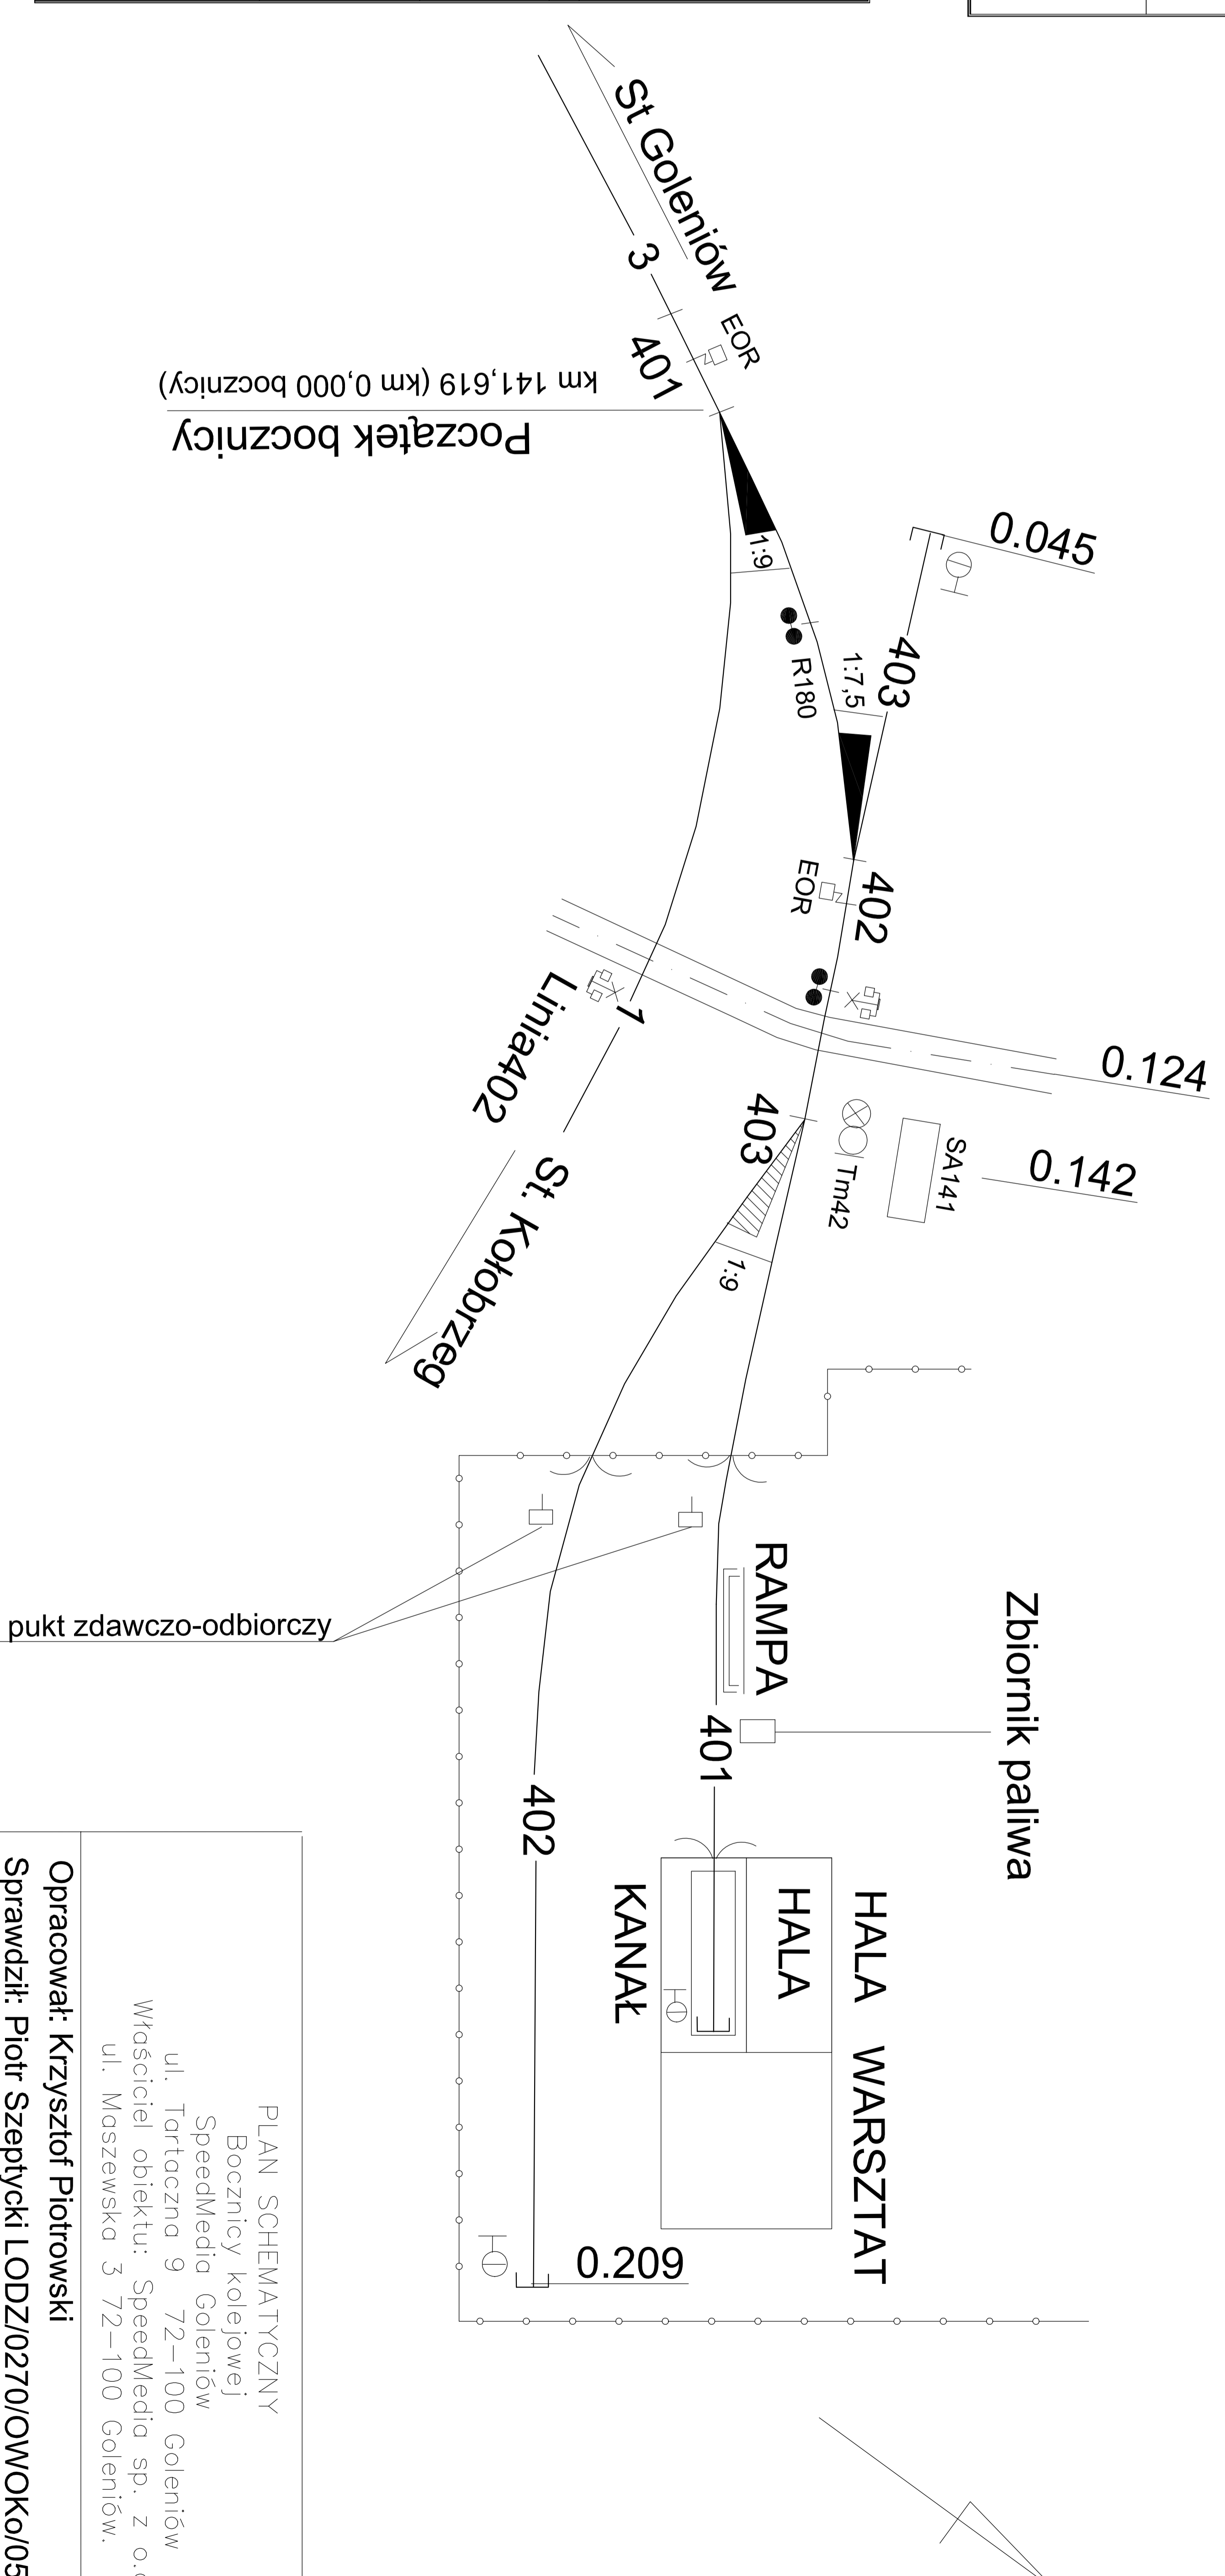 St Goleniów
3
EOR
401
km 141,619 (km 0,000 bocznicy)
Początek bocznicy
1:9
0.045
403
1:7,5
R180
EOR
402
1
Linia402
0.124
403
SA141
0.142
Tm42
St. Kołobrzeg
1:9
RAMPA
Zbiornik paliwa
pukt zdawczo-odbiorczy
401
402
KANAŁ
HALA
HALA WARSZTAT
0.209
PLAN SCHEMATYCZNY
Bocznicy kolejowej
SpeedMedia Goleniów
ul. Tartaczna 9 72-100 Goleniów
Właściciel obiektu: SpeedMedia sp. z o.o
ul. Maszewska 3 72-100 Goleniów.
Opracował: Krzysztof Piotrowski
Sprawdził: Piotr Szeptycki LODZ/0270/OWOKo/05